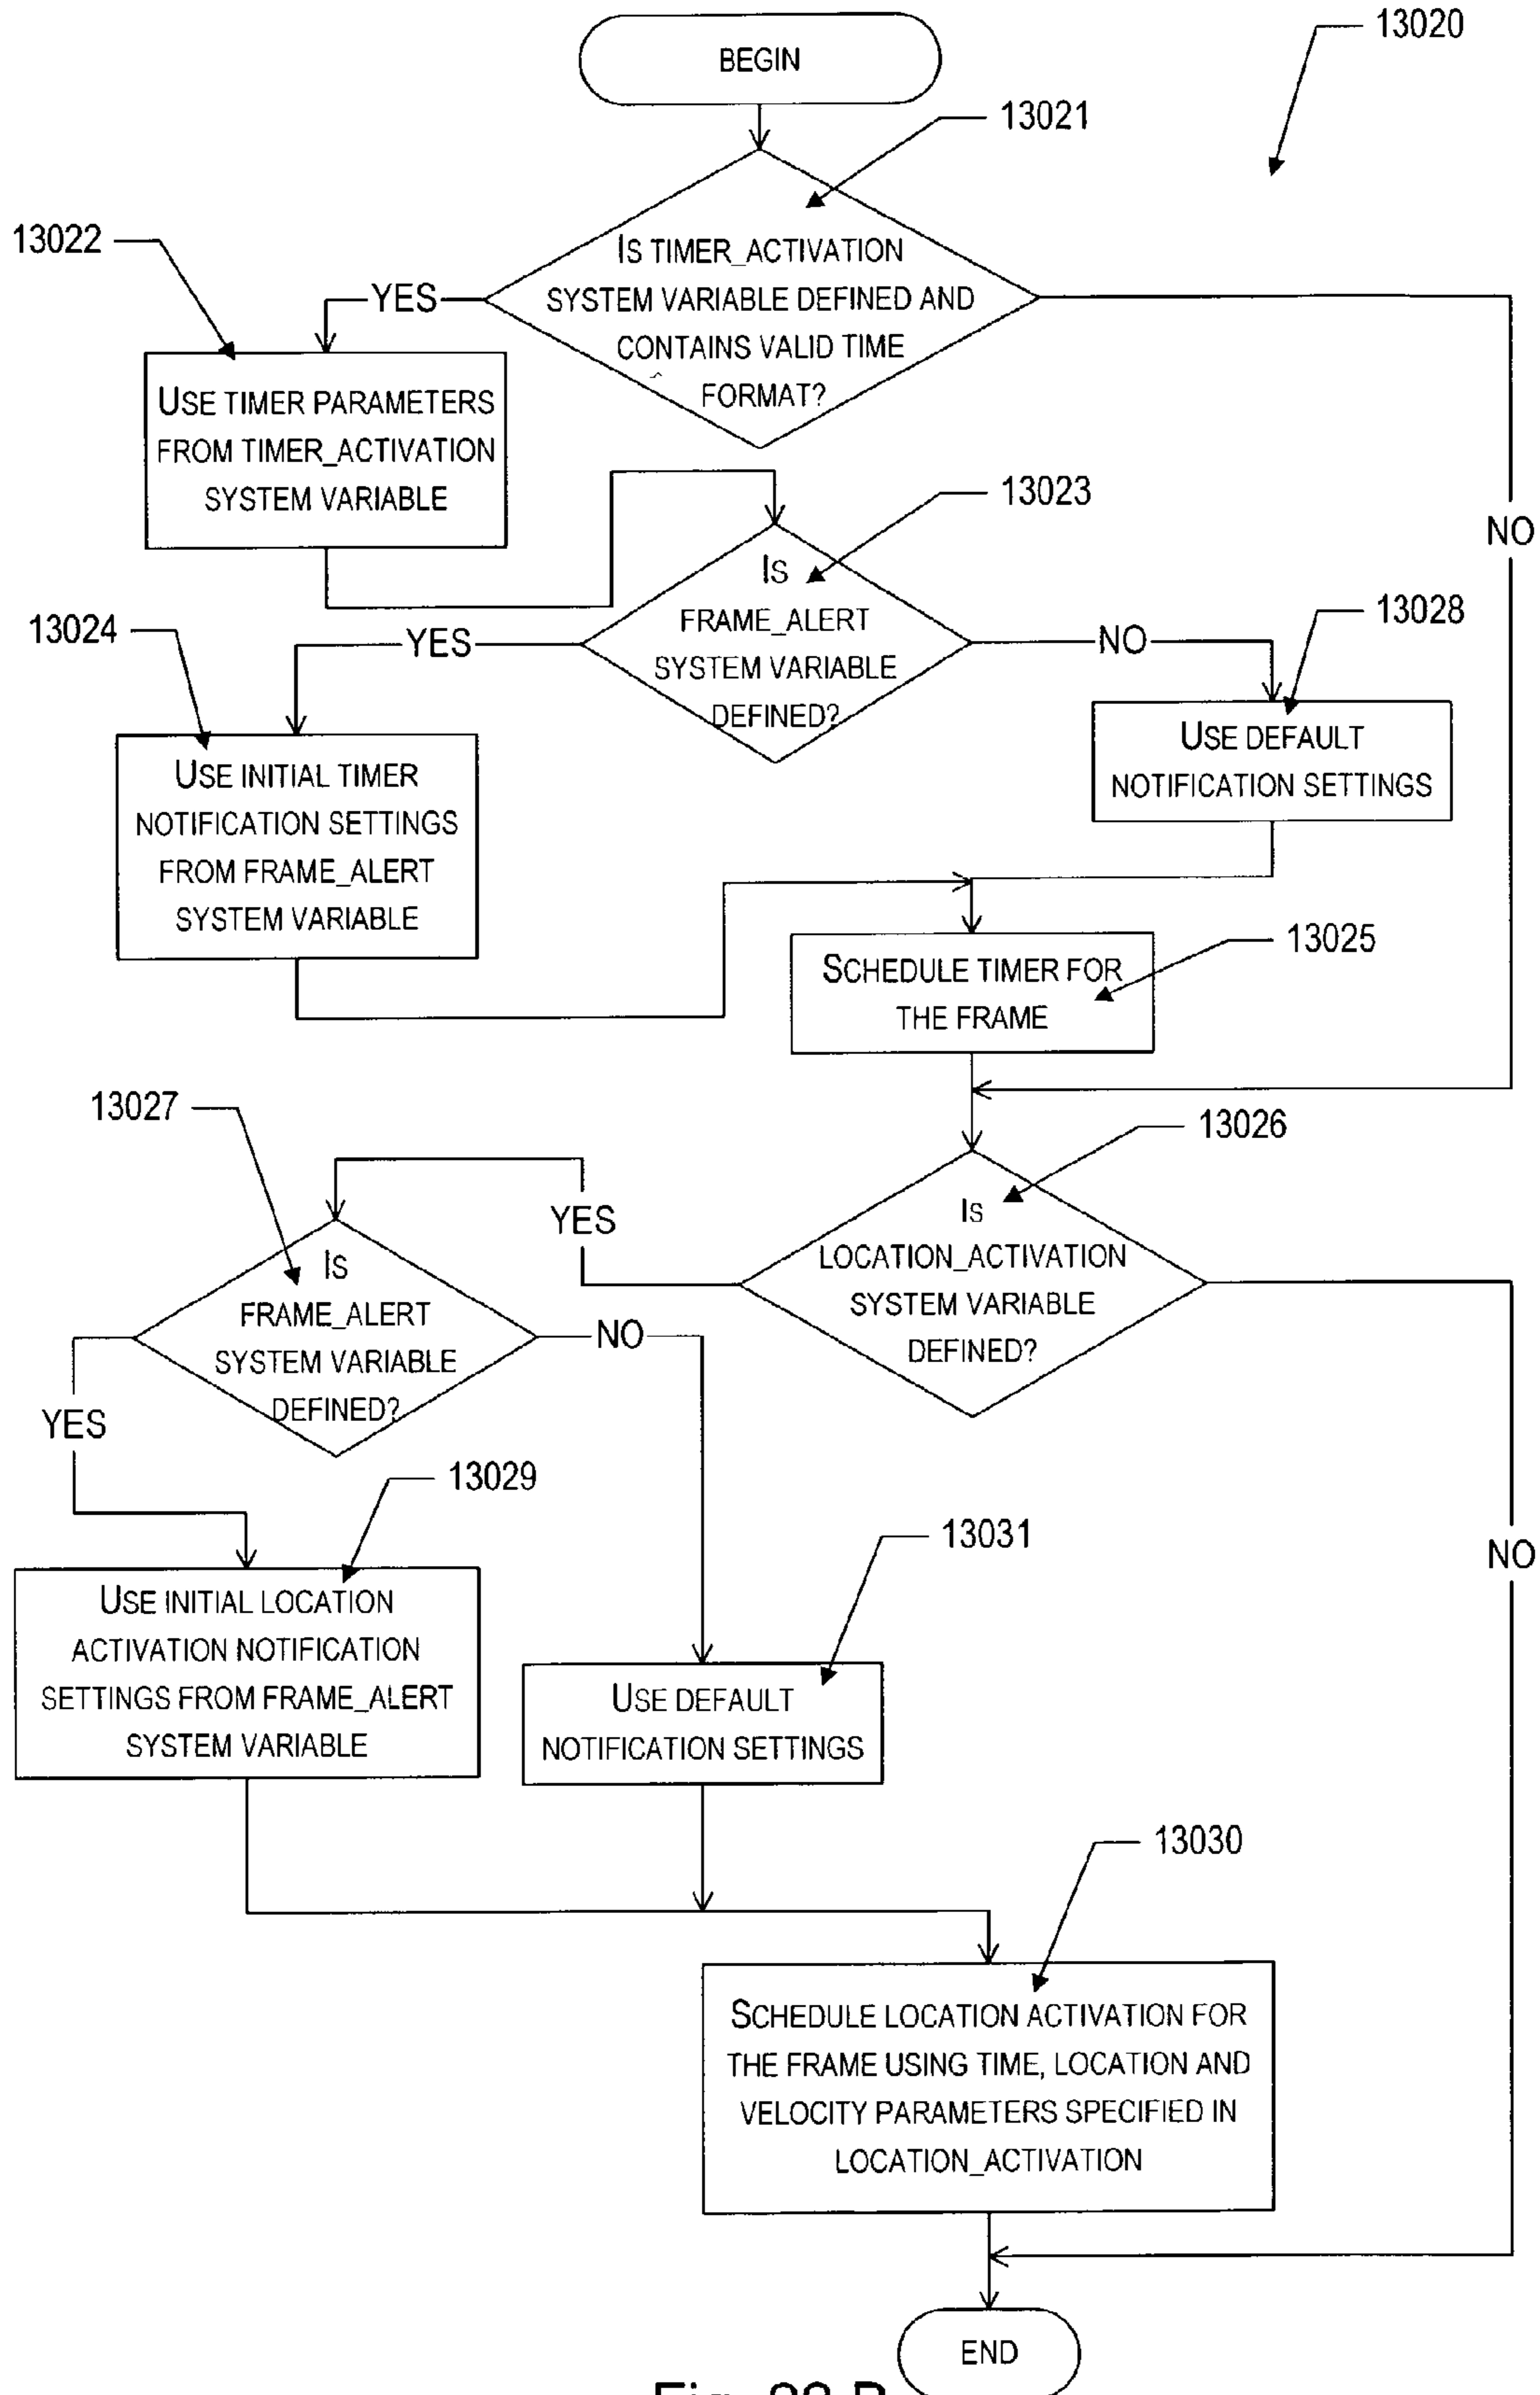 13020
BEGIN
13021
13022
IS TIMER_ACTIVATION
SYSTEM VARIABLE DEFINED AND
CONTAINS VALID TIME
FORMAT?
YES
NO
USE TIMER PARAMETERS
FROM TIMER_ACTIVATION
SYSTEM VARIABLE
13023
IS
FRAME_ALERT
SYSTEM VARIABLE
DEFINED?
13024
YES
NO
13028
USE INITIAL TIMER
NOTIFICATION SETTINGS
FROM FRAME_ALERT
SYSTEM VARIABLE
USE DEFAULT
NOTIFICATION SETTINGS
13025
SCHEDULE TIMER FOR
THE FRAME
13027
13026
IS
LOCATION_ACTIVATION
SYSTEM VARIABLE
DEFINED?
YES
NO
IS
FRAME_ALERT
SYSTEM VARIABLE
DEFINED?
YES
NO
13029
13031
USE INITIAL LOCATION
ACTIVATION NOTIFICATION
SETTINGS FROM FRAME_ALERT
SYSTEM VARIABLE
USE DEFAULT
NOTIFICATION SETTINGS
13030
SCHEDULE LOCATION ACTIVATION FOR
THE FRAME USING TIME, LOCATION AND
VELOCITY PARAMETERS SPECIFIED IN
LOCATION_ACTIVATION
END